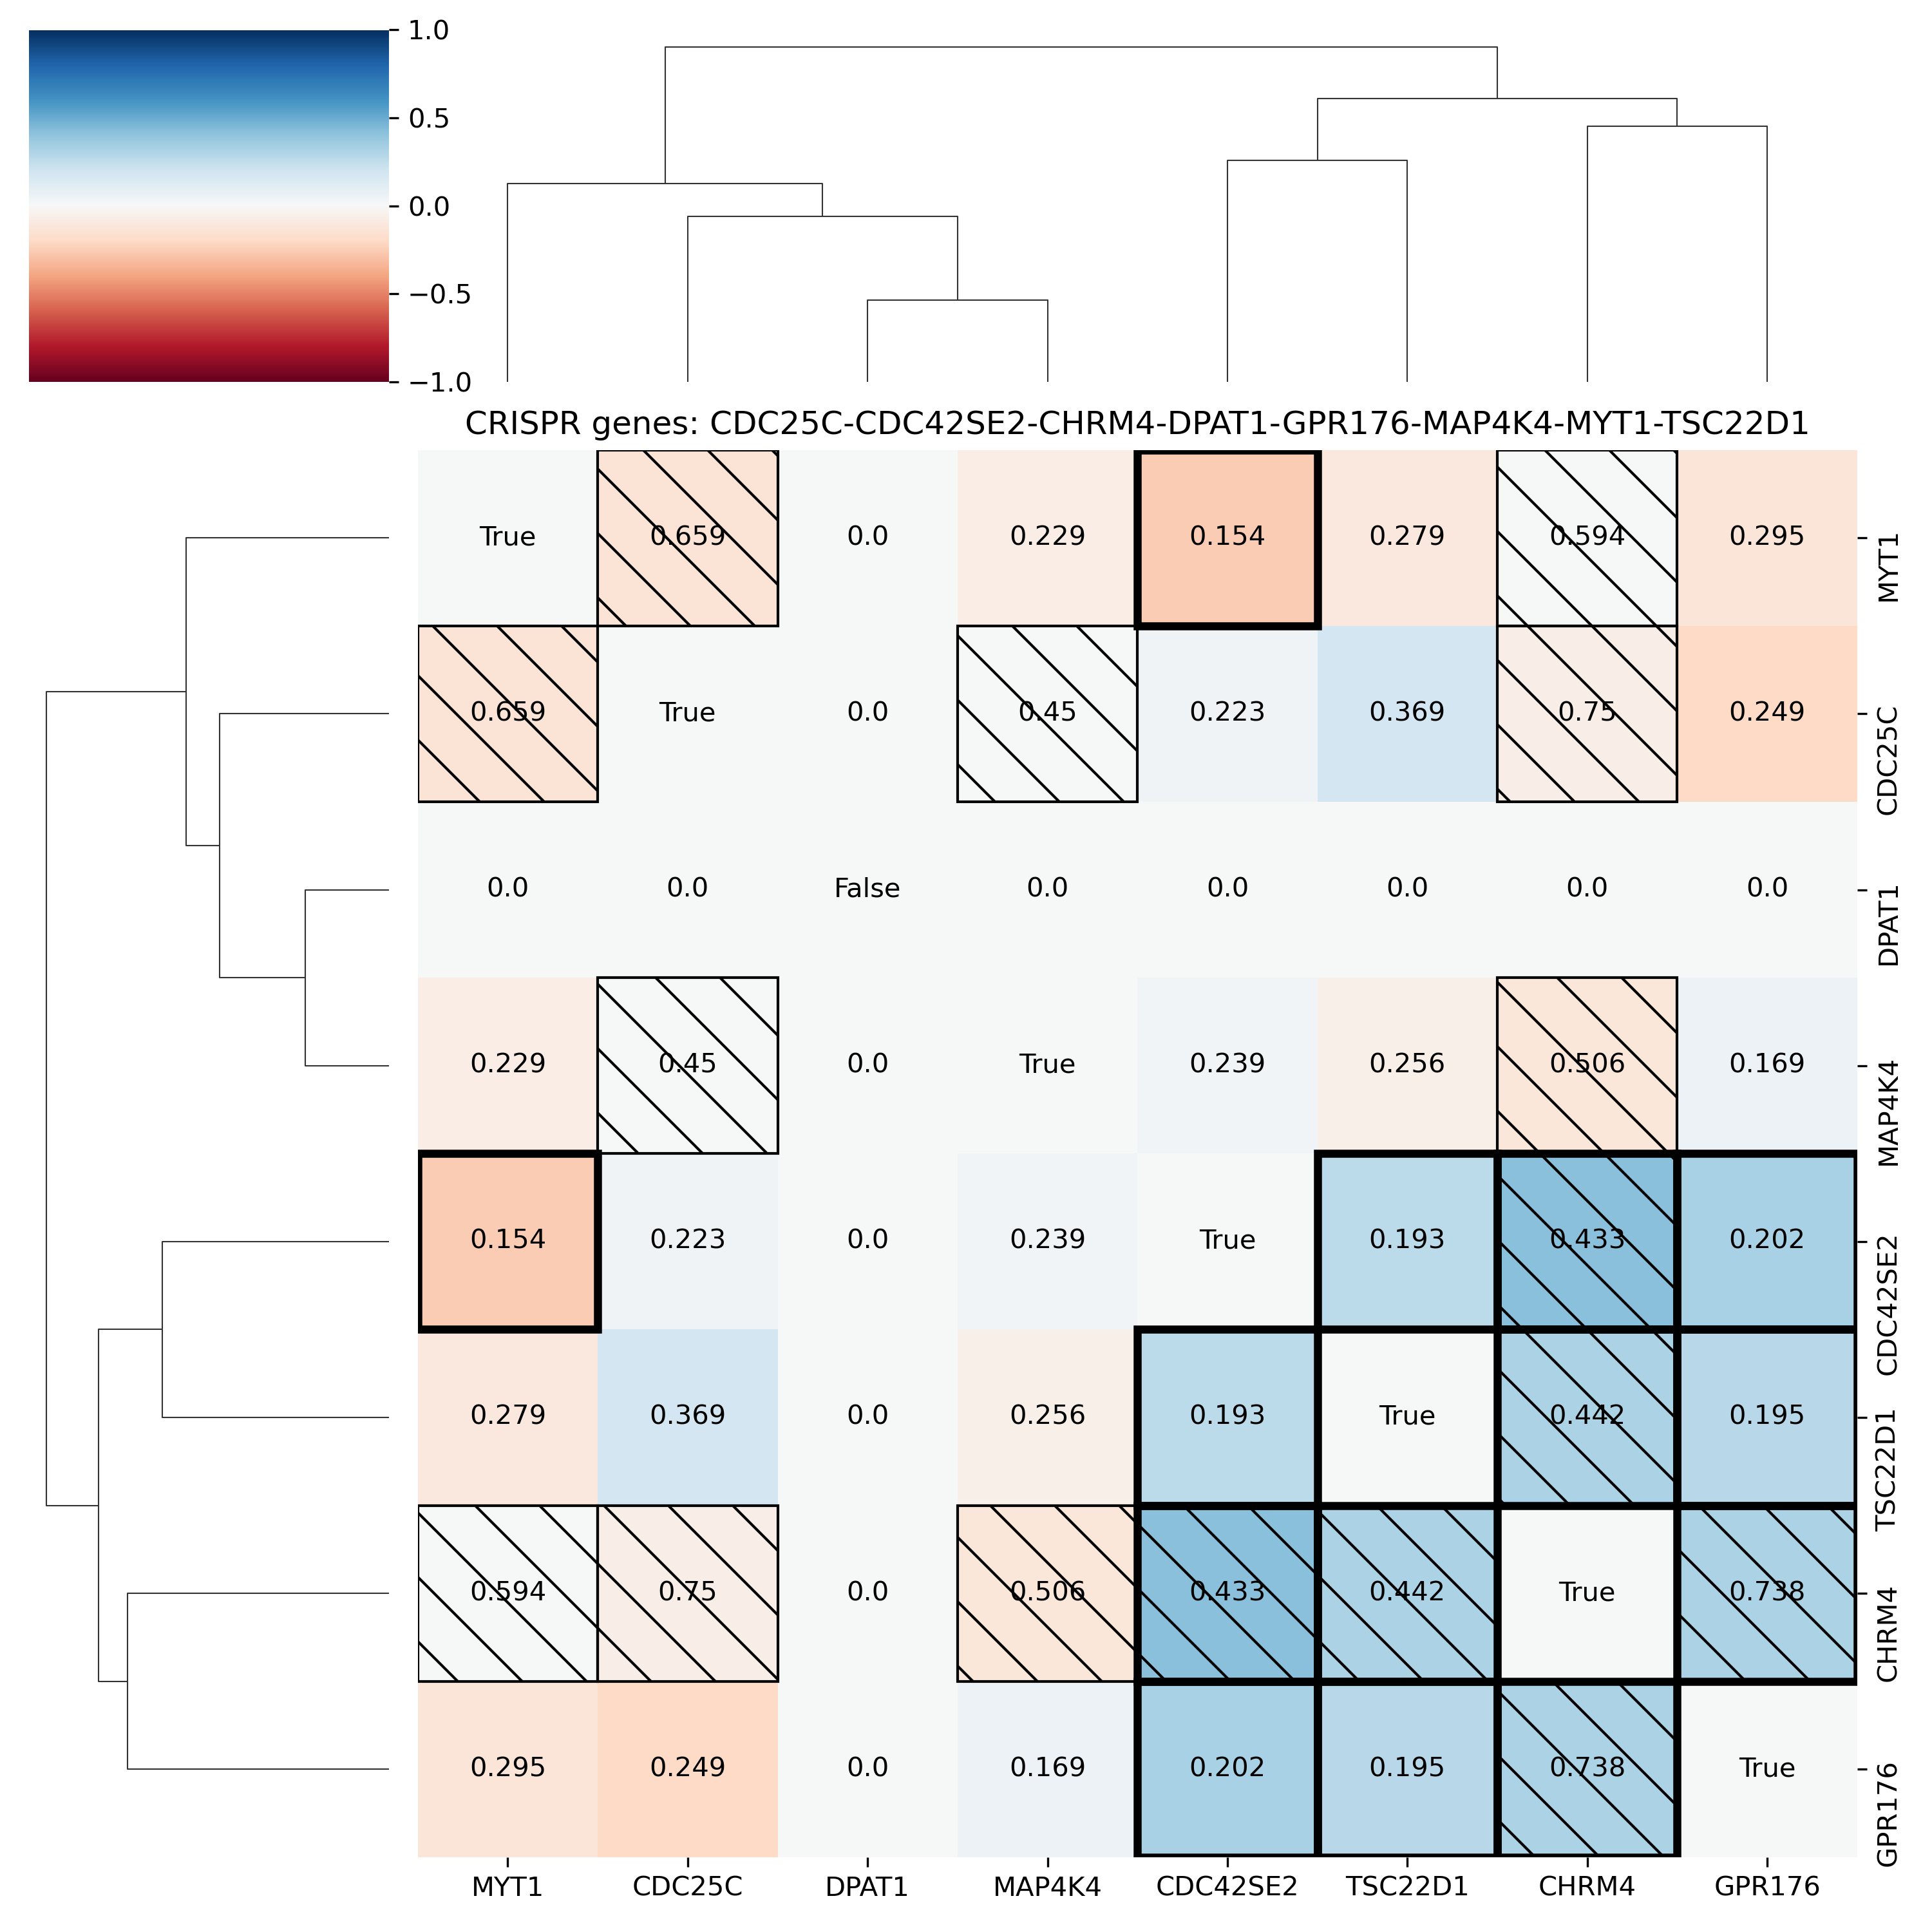 1.0
0.5
0.0
−0.5
−1.0
CRISPR genes: CDC25C-CDC42SE2-CHRM4-DPAT1-GPR176-MAP4K4-MYT1-TSC22D1
True 0.659 0.0 0.229 0.154 0.279 0.594 0.295 MYT1
0.659 True 0.0 0.45 0.223 0.369 0.75 0.249 CDC25C
0.0 0.0 False 0.0 0.0 0.0 0.0 0.0 DPAT1
0.229 0.45 0.0 True 0.239 0.256 0.506 0.169 MAP4K4
0.154 0.223 0.0 0.239 True 0.193 0.433 0.202 CDC42SE2
0.279 0.369 0.0 0.256 0.193 True 0.442 0.195 TSC22D1
0.594 0.75 0.0 0.506 0.433 0.442 True 0.738 CHRM4
0.295 0.249 0.0 0.169 0.202 0.195 0.738 True GPR176
MYT1 CDC25C DPAT1 MAP4K4 CDC42SE2 TSC22D1 CHRM4 GPR176